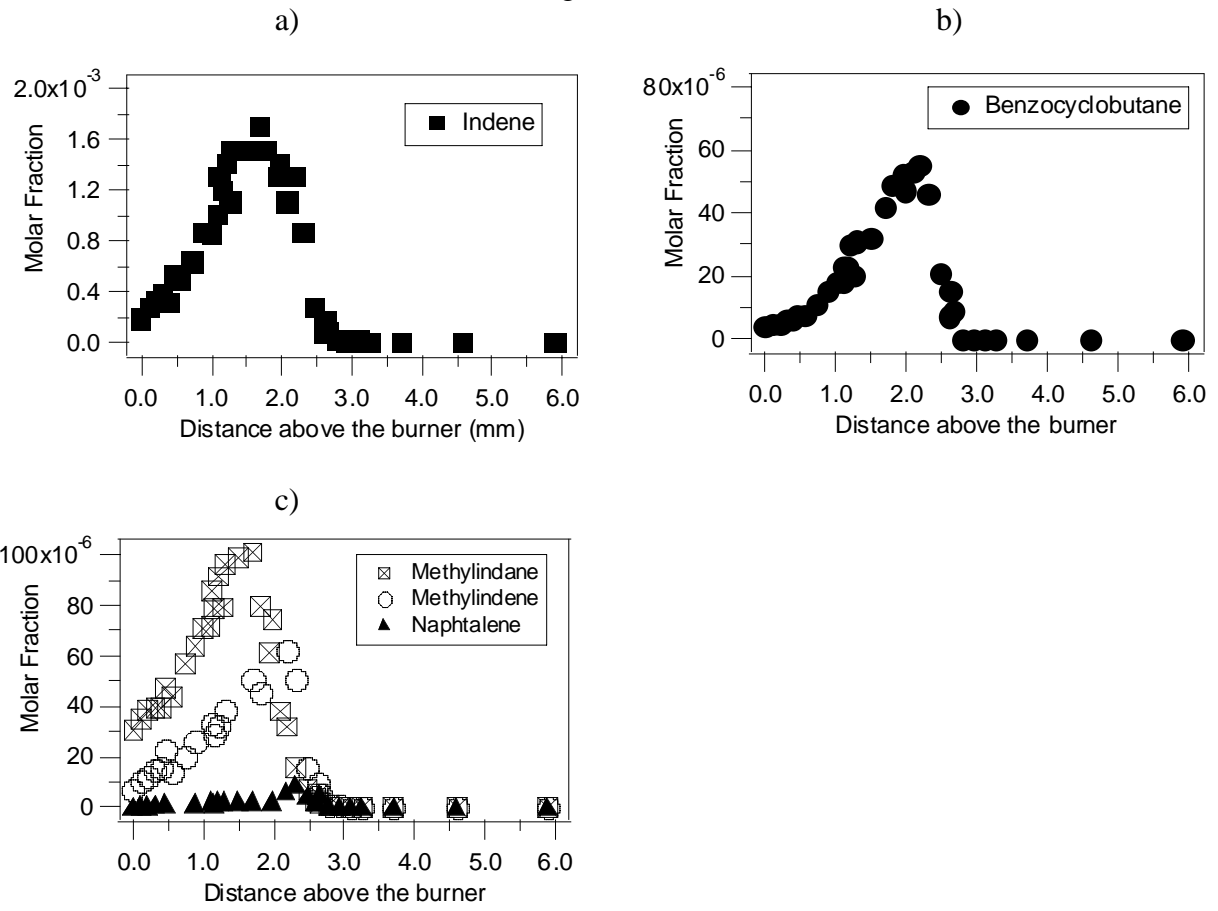 a)
2.0x10-3
1.6
1.2
0.8
0.4
0.0
Molar Fraction
Indene
0.0 1.0 2.0 3.0 4.0 5.0 6.0
Distance above the burner (mm)
b)
80x10-6
60
40
20
0
Molar Fraction
Benzocyclobutane
0.0 1.0 2.0 3.0 4.0 5.0 6.0
Distance above the burner
c)
100x10-6
80
60
40
20
0
Molar Fraction
Methylindane
Methylindene
Naphtalene
0.0 1.0 2.0 3.0 4.0 5.0 6.0
Distance above the burner